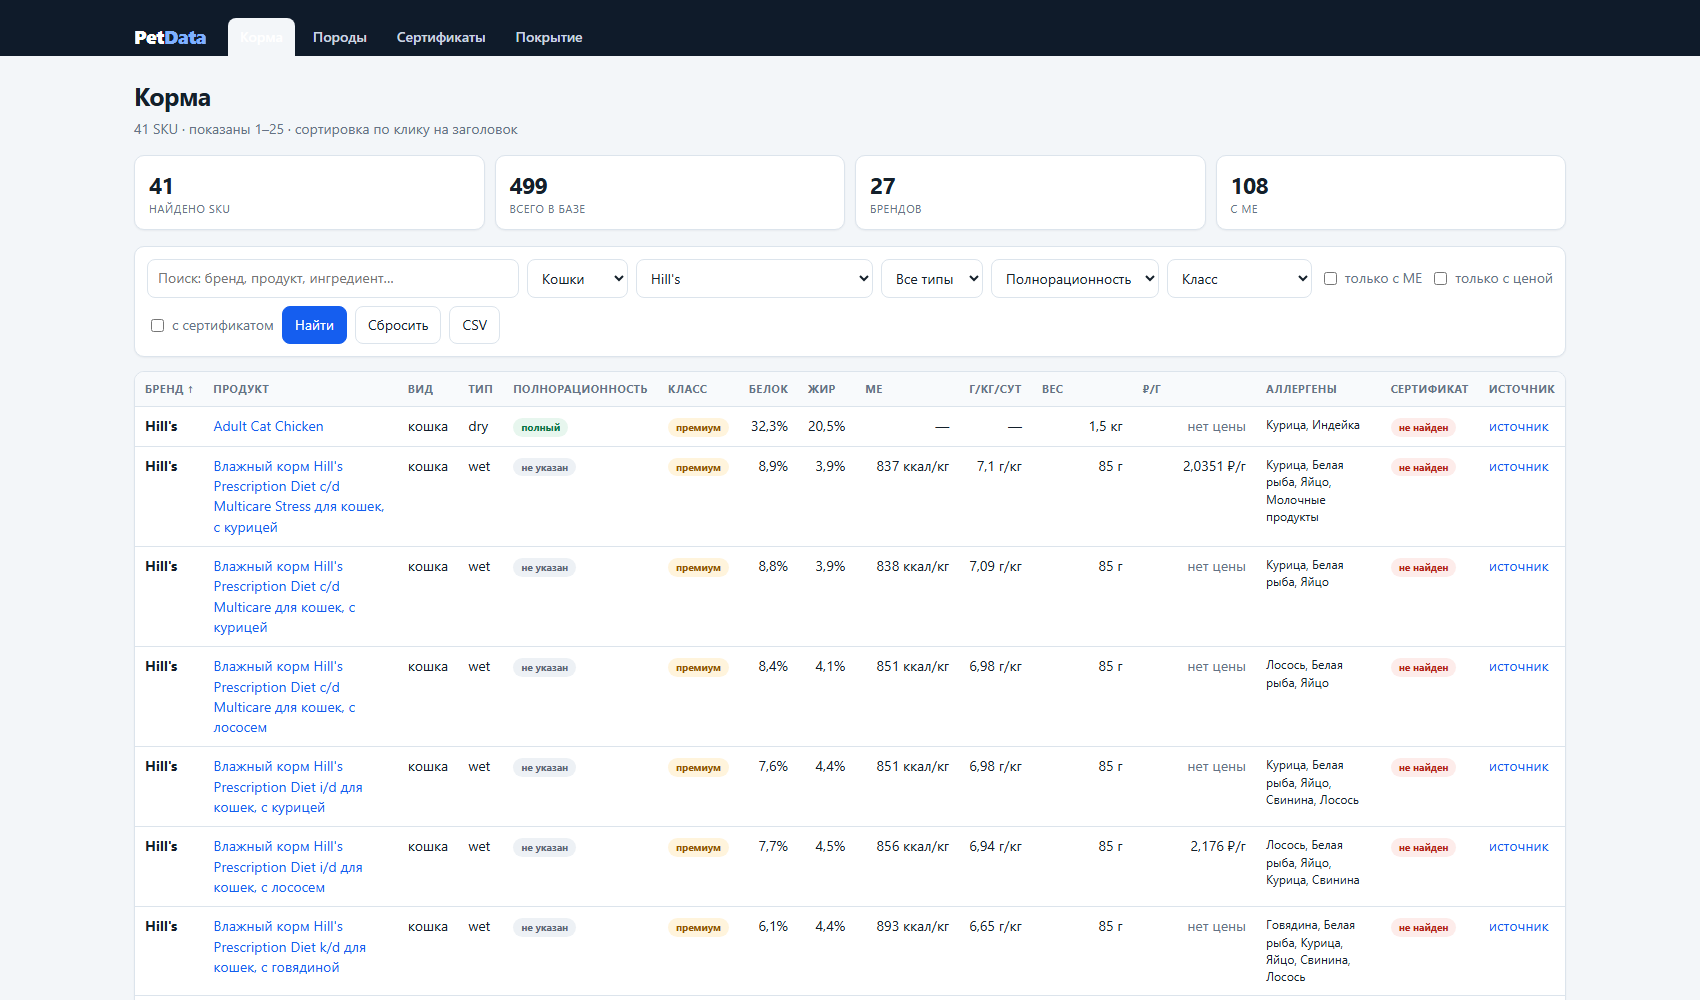 PetData Корма Породы Сертификаты Покрытие
Корма
41 SKU · показаны 1–25 · сортировка по клику на заголовок
41 499 27 108
НАЙДЕНО SKU ВСЕГО В БАЗЕ БРЕНДОВ С МЕ
Поиск: бренд, продукт, ингредиент... Кошки Hill's Все типы Полнорационность Класс только с МЕ только с ценой
с сертификатом Найти Сбросить CSV
БРЕНД ↑ ПРОДУКТ ВИД ТИП ПОЛНОРАЦИОННОСТЬ КЛАСС БЕЛОК ЖИР МЕ Г/КГ/СУТ ВЕС ₽/Г АЛЛЕРГЕНЫ СЕРТИФИКАТ ИСТОЧНИК
Hill's Adult Cat Chicken кошка dry полный премиум 32,3% 20,5% — — 1,5 кг нет цены Курица, Индейка не найден источник
Hill's Влажный корм Hill's кошка wet не указан премиум 8,9% 3,9% 837 ккал/кг 7,1 г/кг 85 г 2,0351 ₽/г Курица, Белая не найден источник
Prescription Diet c/d рыба, Яйцо,
Multicare Stress для кошек, Молочные
с курицей продукты
Hill's Влажный корм Hill's кошка wet не указан премиум 8,8% 3,9% 838 ккал/кг 7,09 г/кг 85 г нет цены Курица, Белая не найден источник
Prescription Diet c/d рыба, Яйцо
Multicare для кошек, с
курицей
Hill's Влажный корм Hill's кошка wet не указан премиум 8,4% 4,1% 851 ккал/кг 6,98 г/кг 85 г нет цены Лосось, Белая не найден источник
Prescription Diet c/d рыба, Яйцо
Multicare для кошек, с
лососем
Hill's Влажный корм Hill's кошка wet не указан премиум 7,6% 4,4% 851 ккал/кг 6,98 г/кг 85 г нет цены Курица, Белая не найден источник
Prescription Diet i/d для рыба, Яйцо,
кошек, с курицей Свинина, Лосось
Hill's Влажный корм Hill's кошка wet не указан премиум 7,7% 4,5% 856 ккал/кг 6,94 г/кг 85 г 2,176 ₽/г Лосось, Белая не найден источник
Prescription Diet i/d для рыба, Яйцо,
кошек, с лососем Курица, Свинина
Hill's Влажный корм Hill's кошка wet не указан премиум 6,1% 4,4% 893 ккал/кг 6,65 г/кг 85 г нет цены Говядина, Белая не найден источник
Prescription Diet k/d для рыба, Курица,
кошек, с говядиной Яйцо, Свинина,
Лосось